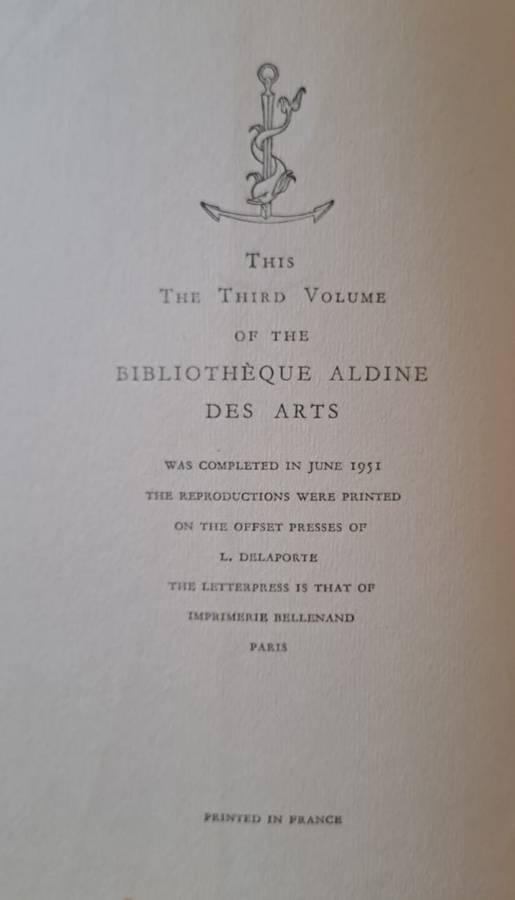 This
The Third Volume
OF THE
BIBLIOTHÈQUE ALDINE
DES ARTS
WAS COMPLETED IN JUNE 1951
THE REPRODUCTIONS WERE PRINTED
ON THE OFFSET PRESSES OF
L. DELAPORTE
THE LETTERPRESS IS THAT OF
IMPRIMERIE BELLENAND
PARIS
PRINTED IN FRANCE